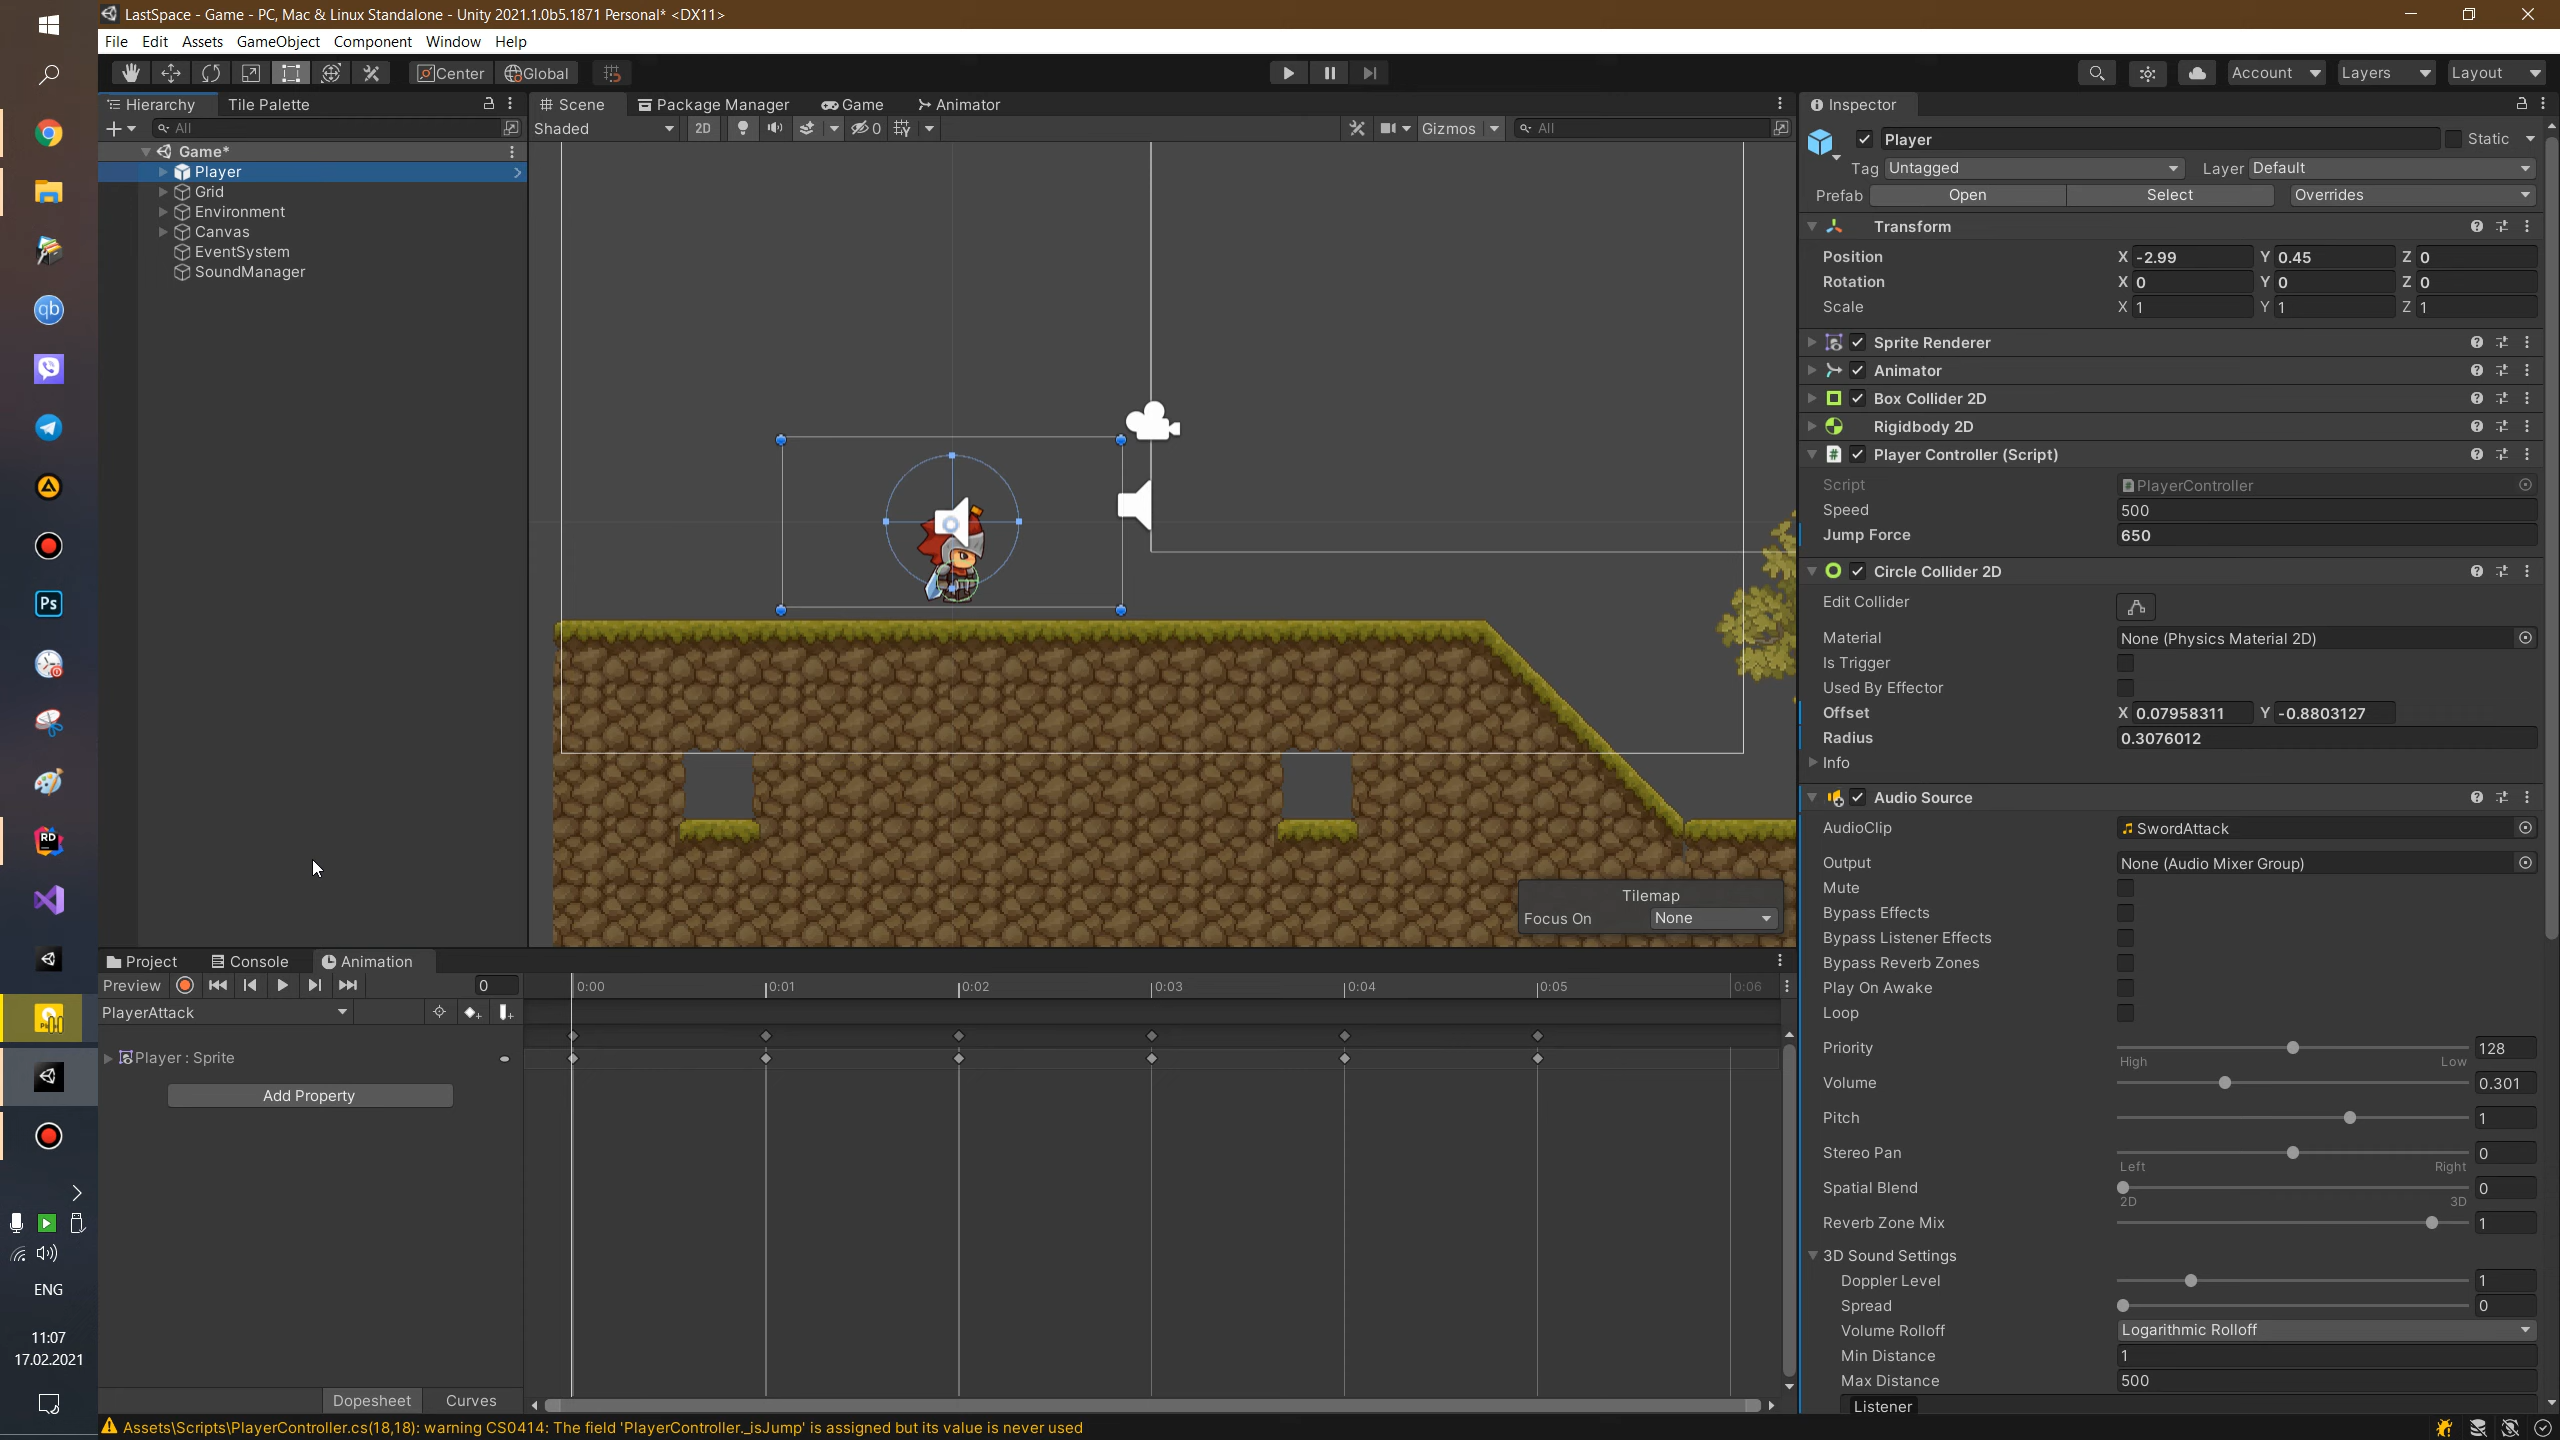 LastSpace - Game - PC, Mac & Linux Standalone - Unity 2021.1.0b5.1871 Personal* <DX11>
File Edit Assets GameObject Component Window Help
Center Global
Account Layers Layout
Hierarchy Tile Palette
All
Game*
Player
Grid
Environment
Canvas
EventSystem
SoundManager
Scene Package Manager Game Animator
Shaded 2D 0 Gizmos All
Tilemap
Focus On None
Inspector
Player Static
Tag Untagged Layer Default
Prefab Open Select Overrides
Transform
Position X -2.99 Y 0.45 Z 0
Rotation X 0 Y 0 Z 0
Scale X 1 Y 1 Z 1
Sprite Renderer
Animator
Box Collider 2D
Rigidbody 2D
Player Controller (Script)
Script PlayerController
Speed 500
Jump Force 650
Circle Collider 2D
Edit Collider
Material None (Physics Material 2D)
Is Trigger
Used By Effector
Offset X 0.07958311 Y -0.8803127
Radius 0.3076012
Info
Audio Source
AudioClip SwordAttack
Output None (Audio Mixer Group)
Mute
Bypass Effects
Bypass Listener Effects
Bypass Reverb Zones
Play On Awake
Loop
Priority 128
High Low
Volume 0.301
Pitch 1
Stereo Pan 0
Left Right
Spatial Blend 0
2D 3D
Reverb Zone Mix 1
3D Sound Settings
Doppler Level 1
Spread 0
Volume Rolloff Logarithmic Rolloff
Min Distance 1
Max Distance 500
Listener
Project Console Animation
Preview 0
0:00 0:01 0:02 0:03 0:04 0:05 0:06
PlayerAttack
Player : Sprite
Add Property
Dopesheet Curves
Assets\Scripts\PlayerController.cs(18,18): warning CS0414: The field 'PlayerController._isJump' is assigned but its value is never used
qb
Ps
RD
ENG
11:07
17.02.2021